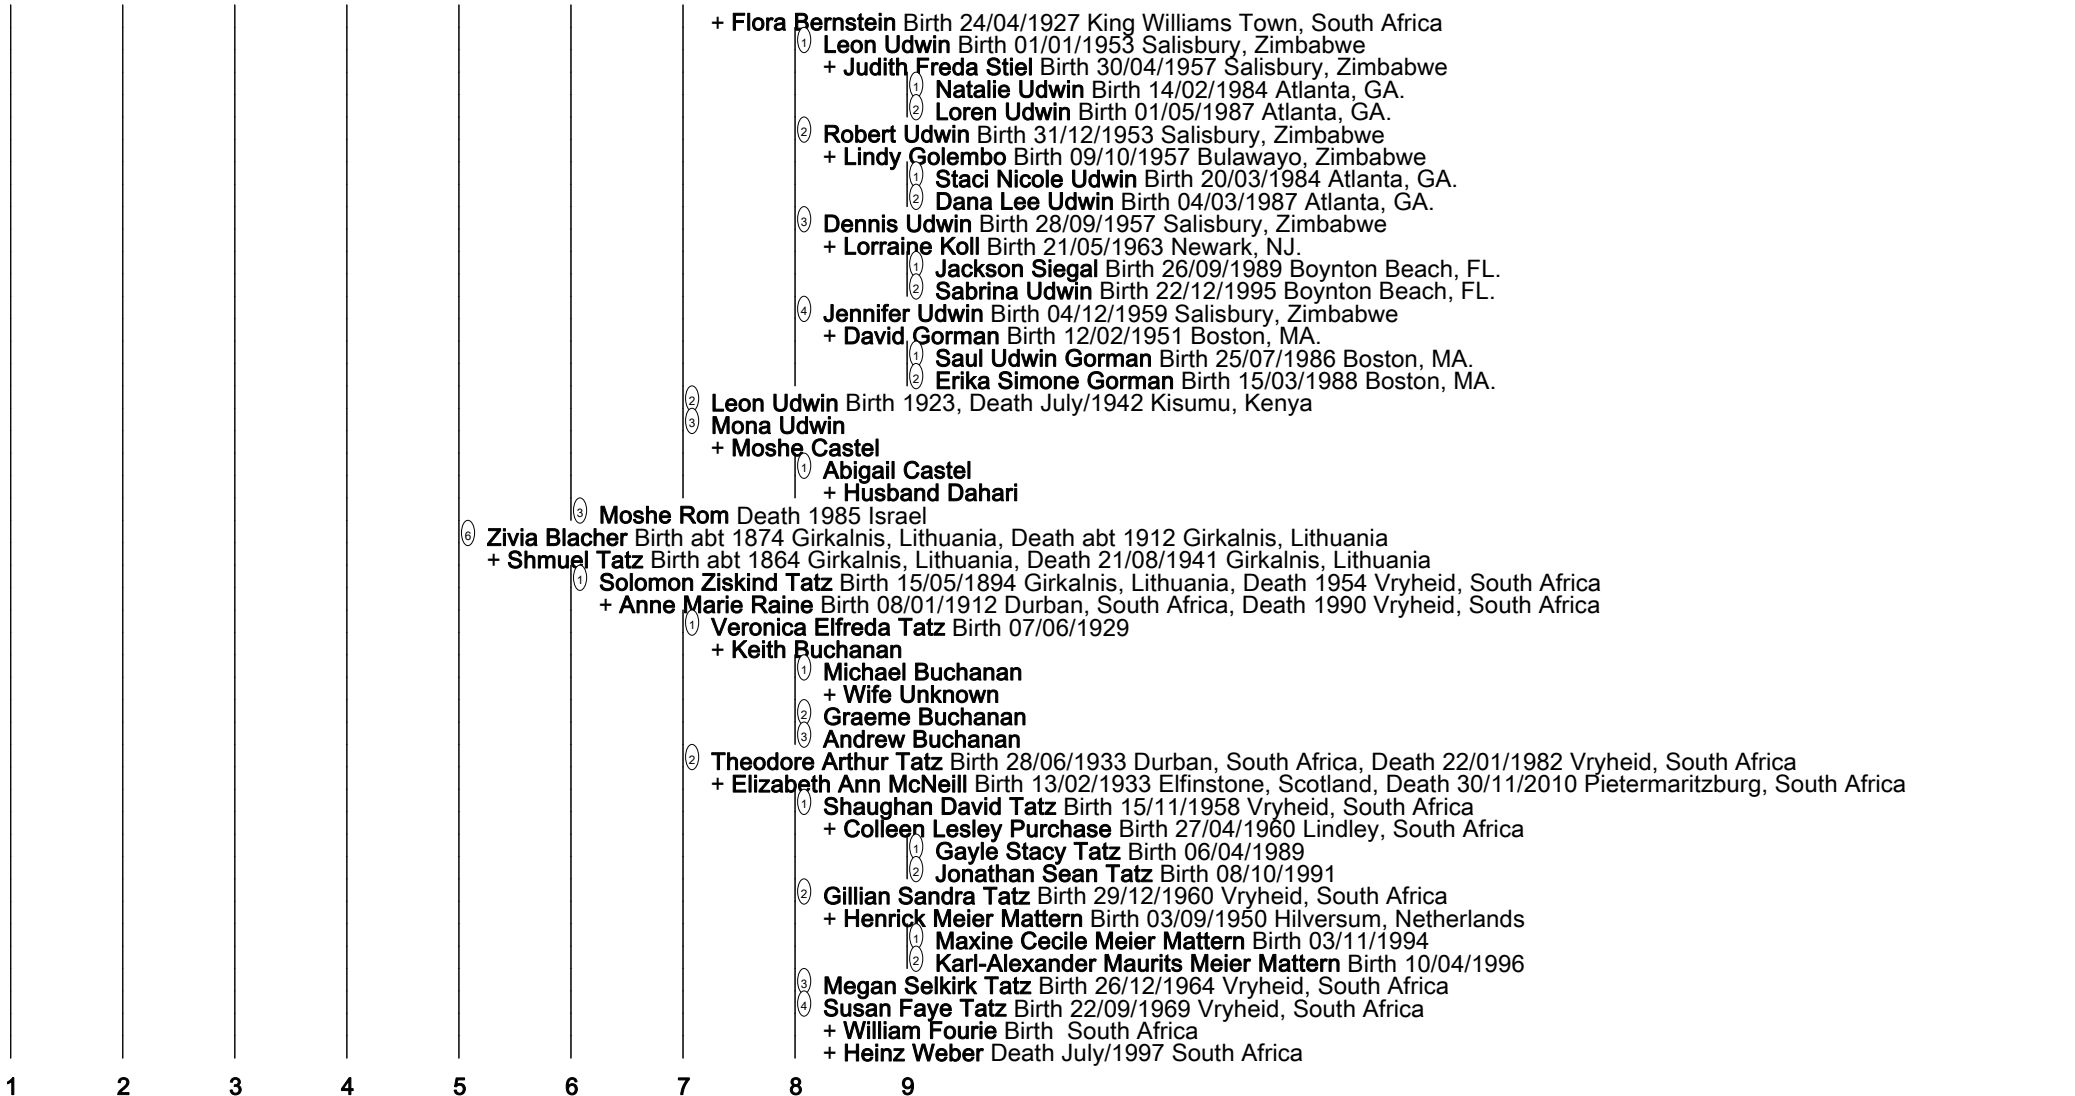 + Flora Bernstein Birth 24/04/1927 King Williams Town, South Africa
1 Leon Udwin Birth 01/01/1953 Salisbury, Zimbabwe
+ Judith Freda Stiel Birth 30/04/1957 Salisbury, Zimbabwe
1 Natalie Udwin Birth 14/02/1984 Atlanta, GA.
2 Loren Udwin Birth 01/05/1987 Atlanta, GA.
2 Robert Udwin Birth 31/12/1953 Salisbury, Zimbabwe
+ Lindy Golembo Birth 09/10/1957 Bulawayo, Zimbabwe
1 Staci Nicole Udwin Birth 20/03/1984 Atlanta, GA.
2 Dana Lee Udwin Birth 04/03/1987 Atlanta, GA.
3 Dennis Udwin Birth 28/09/1957 Salisbury, Zimbabwe
+ Lorraine Koll Birth 21/05/1963 Newark, NJ.
1 Jackson Siegal Birth 26/09/1989 Boynton Beach, FL.
2 Sabrina Udwin Birth 22/12/1995 Boynton Beach, FL.
4 Jennifer Udwin Birth 04/12/1959 Salisbury, Zimbabwe
+ David Gorman Birth 12/02/1951 Boston, MA.
1 Saul Udwin Gorman Birth 25/07/1986 Boston, MA.
2 Erika Simone Gorman Birth 15/03/1988 Boston, MA.
2 Leon Udwin Birth 1923, Death July/1942 Kisumu, Kenya
3 Mona Udwin
+ Moshe Castel
1 Abigail Castel
+ Husband Dahari
3 Moshe Rom Death 1985 Israel
6 Zivia Blacher Birth abt 1874 Girkalnis, Lithuania, Death abt 1912 Girkalnis, Lithuania
+ Shmuel Tatz Birth abt 1864 Girkalnis, Lithuania, Death 21/08/1941 Girkalnis, Lithuania
1 Solomon Ziskind Tatz Birth 15/05/1894 Girkalnis, Lithuania, Death 1954 Vryheid, South Africa
+ Anne Marie Raine Birth 08/01/1912 Durban, South Africa, Death 1990 Vryheid, South Africa
1 Veronica Elfreda Tatz Birth 07/06/1929
+ Keith Buchanan
1 Michael Buchanan
+ Wife Unknown
2 Graeme Buchanan
3 Andrew Buchanan
2 Theodore Arthur Tatz Birth 28/06/1933 Durban, South Africa, Death 22/01/1982 Vryheid, South Africa
+ Elizabeth Ann McNeill Birth 13/02/1933 Elfinstone, Scotland, Death 30/11/2010 Pietermaritzburg, South Africa
1 Shaughan David Tatz Birth 15/11/1958 Vryheid, South Africa
+ Colleen Lesley Purchase Birth 27/04/1960 Lindley, South Africa
1 Gayle Stacy Tatz Birth 06/04/1989
2 Jonathan Sean Tatz Birth 08/10/1991
2 Gillian Sandra Tatz Birth 29/12/1960 Vryheid, South Africa
+ Henrick Meier Mattern Birth 03/09/1950 Hilversum, Netherlands
1 Maxine Cecile Meier Mattern Birth 03/11/1994
2 Karl-Alexander Maurits Meier Mattern Birth 10/04/1996
3 Megan Selkirk Tatz Birth 26/12/1964 Vryheid, South Africa
4 Susan Faye Tatz Birth 22/09/1969 Vryheid, South Africa
+ William Fourie Birth  South Africa
+ Heinz Weber Death July/1997 South Africa
1 2 3 4 5 6 7 8 9